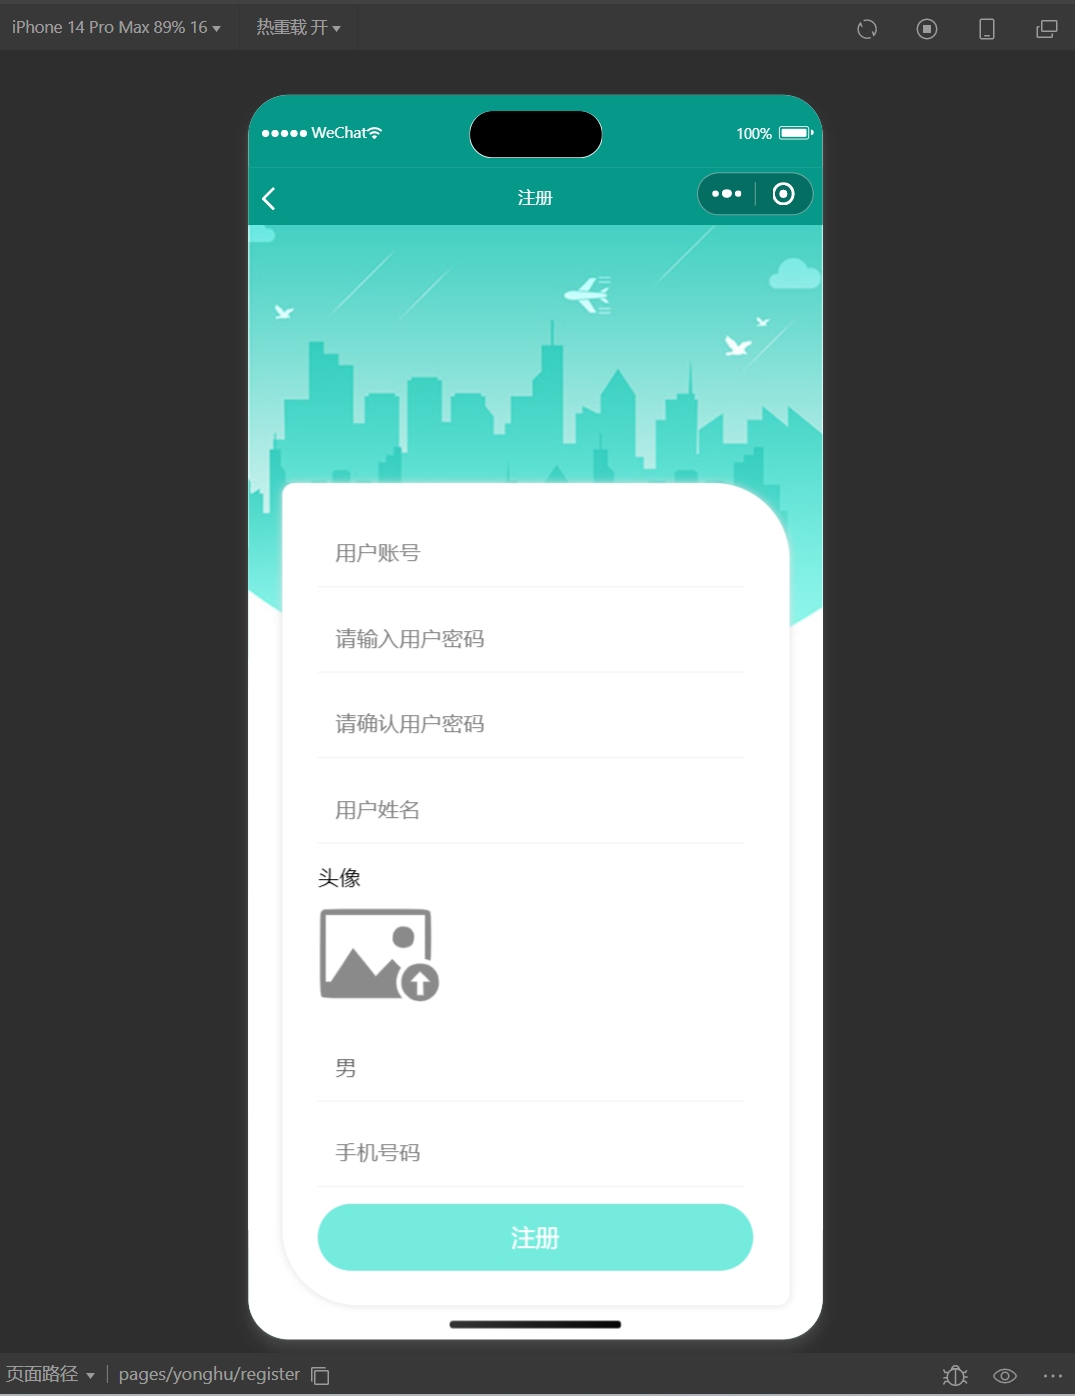 iPhone 14 Pro Max 89% 16 热重载 开
WeChat 100%
注册
用户账号
请输入用户密码
请确认用户密码
用户姓名
头像
男
手机号码
注册
页面路径 pages/yonghu/register